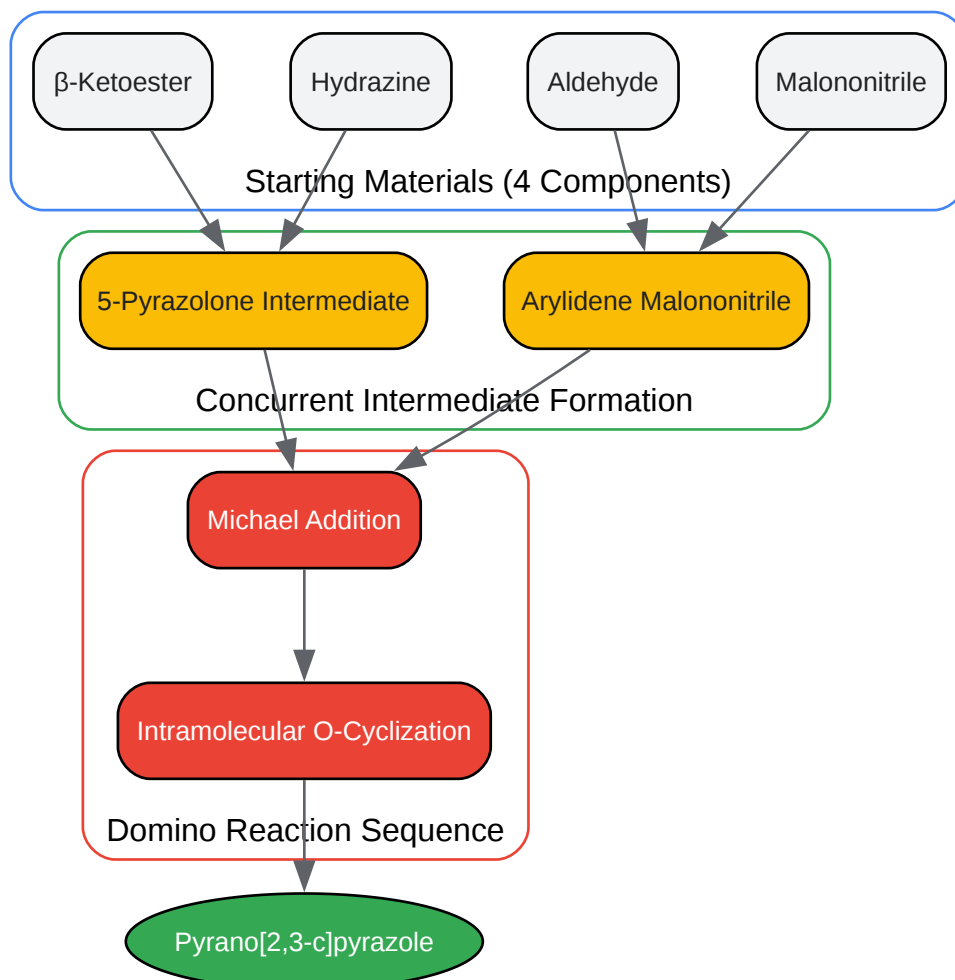 β-Ketoester
Hydrazine
Aldehyde
Malononitrile
Starting Materials (4 Components)
5-Pyrazolone Intermediate
Arylidene Malononitrile
Concurrent Intermediate Formation
Michael Addition
Intramolecular O-Cyclization
Domino Reaction Sequence
Pyrano[2,3-c]pyrazole